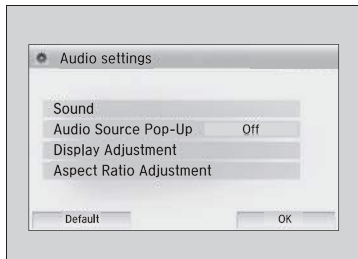 Audio settings
Sound
Audio Source Pop-Up Off
Display Adjustment
Aspect Ratio Adjustment
Default OK